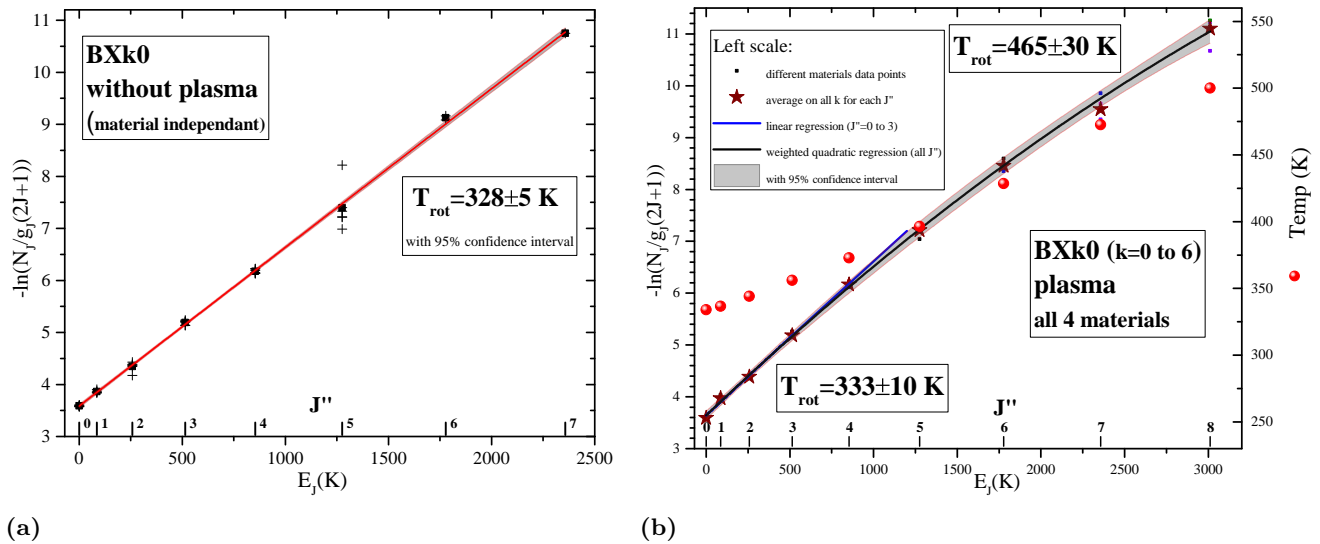 BXk0
without plasma
(material independant)
T_rot=328±5 K
with 95% confidence interval
J"
0 1 2 3 4 5 6 7
3 4 5 6 7 8 9 10 11
-ln(N_J/g_J(2J+1))
0 500 1000 1500 2000 2500
E_J(K)
(a)
Left scale:
different materials data points
average on all k for each J"
linear regression (J"=0 to 3)
weighted quadratic regression (all J")
with 95% confidence interval
T_rot=465±30 K
BXk0 (k=0 to 6)
plasma
all 4 materials
T_rot=333±10 K
J"
0 1 2 3 4 5 6 7 8
3 4 5 6 7 8 9 10 11
-ln(N_J/g_J(2J+1))
0 500 1000 1500 2000 2500 3000
E_J(K)
250 300 350 400 450 500 550
Temp (K)
(b)